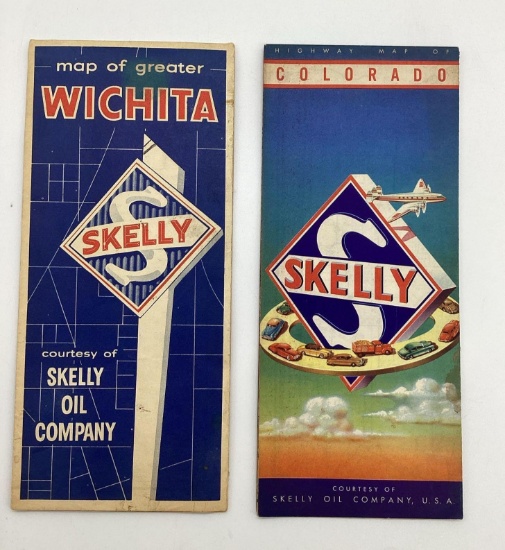 map of greater
WICHITA
S
SKELLY
courtesy of
SKELLY
OIL
COMPANY
HIGHWAY MAP OF
COLORADO
S
SKELLY
COURTESY OF
SKELLY OIL COMPANY, U.S.A.